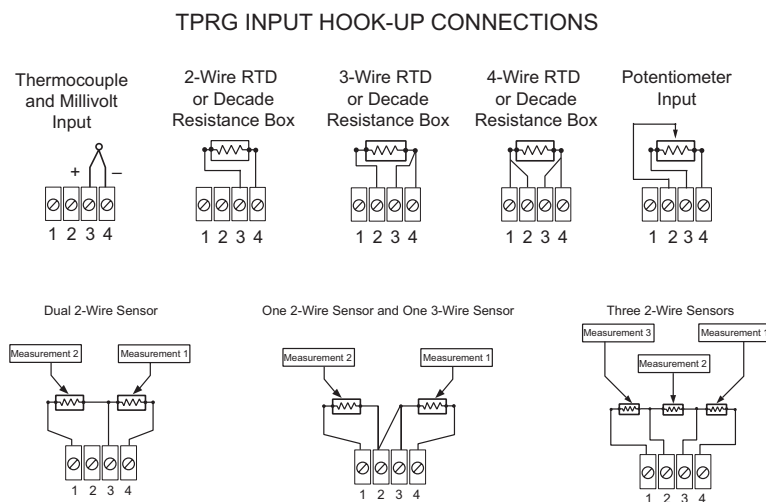 TPRG INPUT HOOK-UP CONNECTIONS
Thermocouple
and Millivolt
Input
+ –
1 2 3 4
2-Wire RTD
or Decade
Resistance Box
1 2 3 4
3-Wire RTD
or Decade
Resistance Box
1 2 3 4
4-Wire RTD
or Decade
Resistance Box
1 2 3 4
Potentiometer
Input
1 2 3 4
Dual 2-Wire Sensor
Measurement 2 Measurement 1
1 2 3 4
One 2-Wire Sensor and One 3-Wire Sensor
Measurement 2 Measurement 1
1 2 3 4
Three 2-Wire Sensors
Measurement 3 Measurement 1
Measurement 2
1 2 3 4